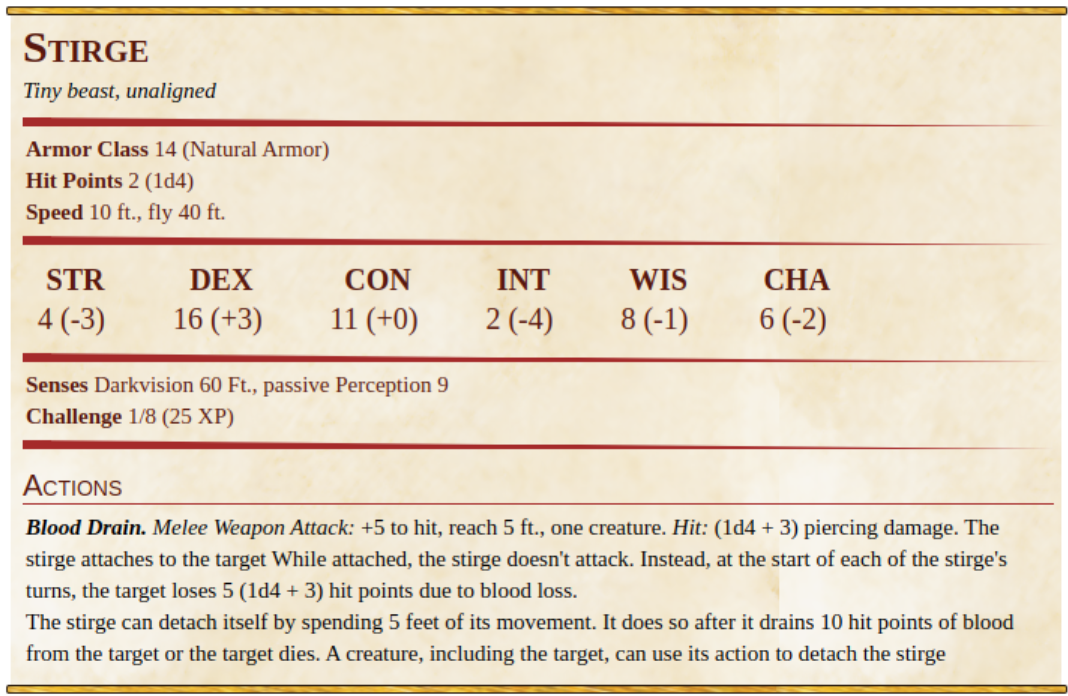 STIRGE
Tiny beast, unaligned
Armor Class 14 (Natural Armor)
Hit Points 2 (1d4)
Speed 10 ft., fly 40 ft.
STR DEX CON INT WIS CHA
4 (-3) 16 (+3) 11 (+0) 2 (-4) 8 (-1) 6 (-2)
Senses Darkvision 60 Ft., passive Perception 9
Challenge 1/8 (25 XP)
ACTIONS
Blood Drain. Melee Weapon Attack: +5 to hit, reach 5 ft., one creature. Hit: (1d4 + 3) piercing damage. The
stirge attaches to the target While attached, the stirge doesn't attack. Instead, at the start of each of the stirge's
turns, the target loses 5 (1d4 + 3) hit points due to blood loss.
The stirge can detach itself by spending 5 feet of its movement. It does so after it drains 10 hit points of blood
from the target or the target dies. A creature, including the target, can use its action to detach the stirge